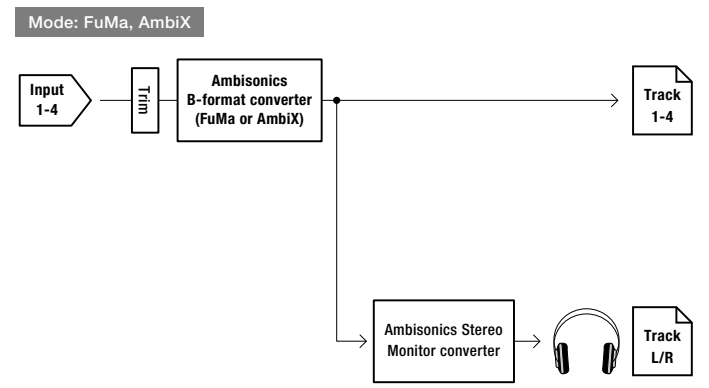 Mode: FuMa, AmbiX
Input
1-4
Trim
Ambisonics
B-format converter
(FuMa or AmbiX)
Track
1-4
Ambisonics Stereo
Monitor converter
Track
L/R